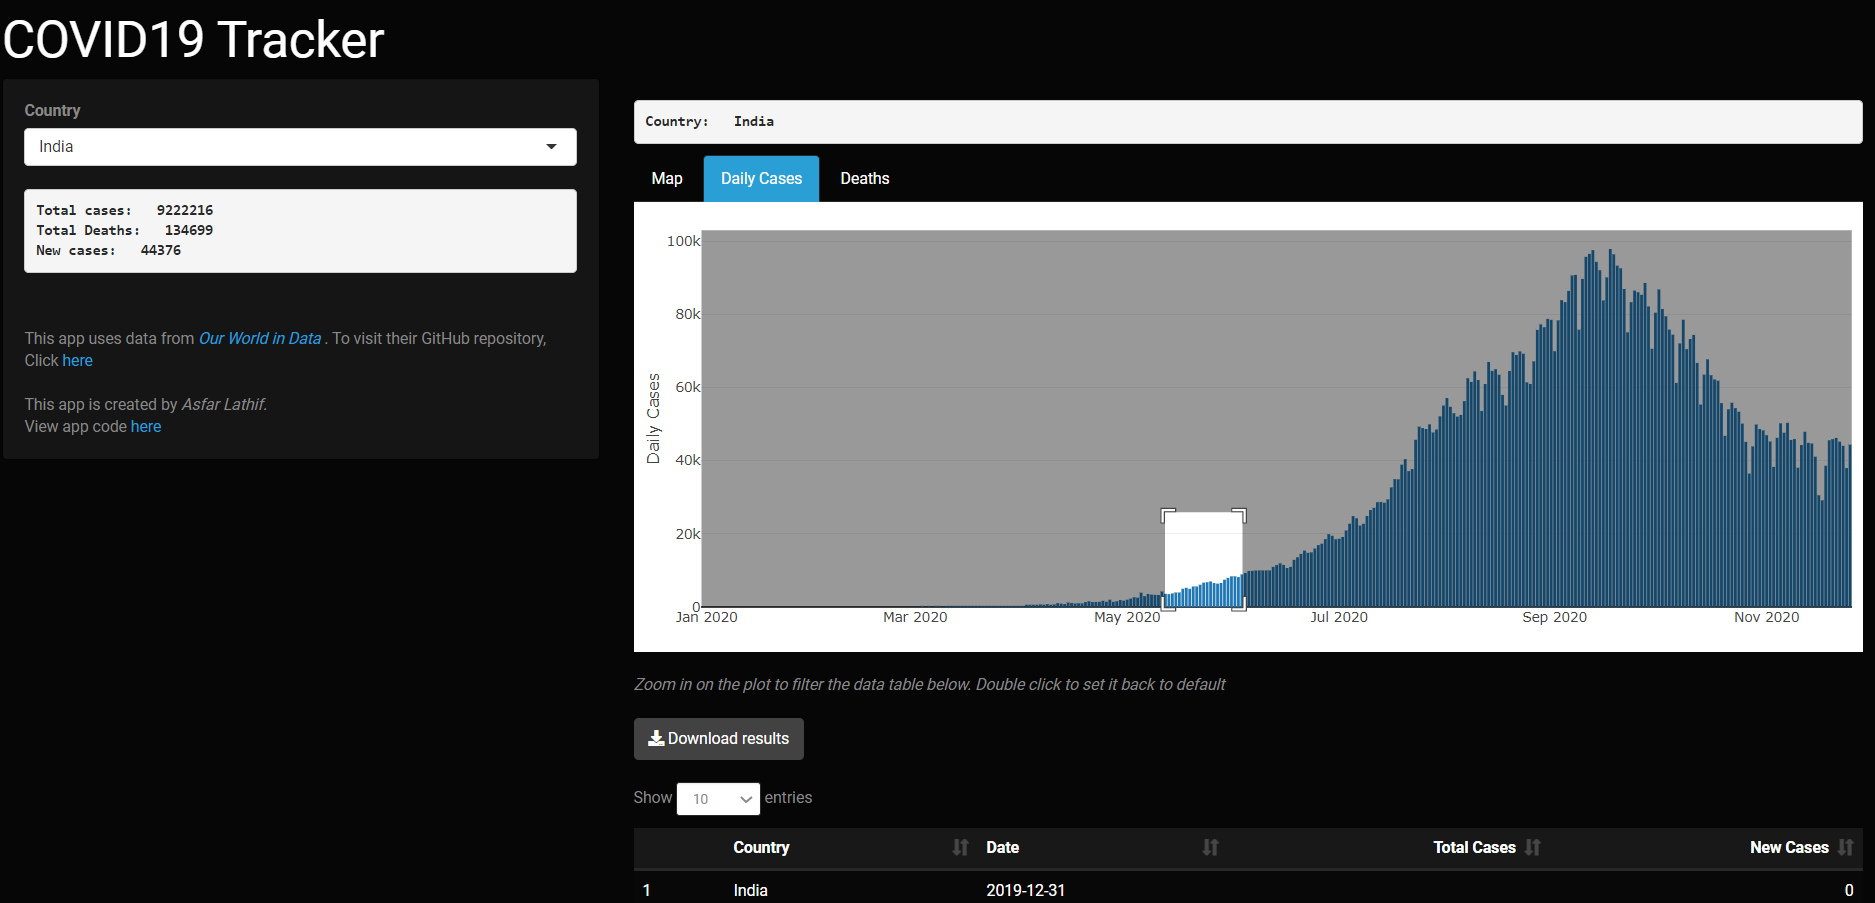 COVID19 Tracker
Country
India
Total cases: 9222216
Total Deaths: 134699
New cases: 44376
This app uses data from Our World in Data . To visit their GitHub repository,
Click here
This app is created by Asfar Lathif.
View app code here
Country: India
Map Daily Cases Deaths
100k
80k
60k
40k
20k
0
Daily Cases
Jan 2020 Mar 2020 May 2020 Jul 2020 Sep 2020 Nov 2020
Zoom in on the plot to filter the data table below. Double click to set it back to default
Download results
Show 10 entries
Country Date Total Cases New Cases
1 India 2019-12-31 0